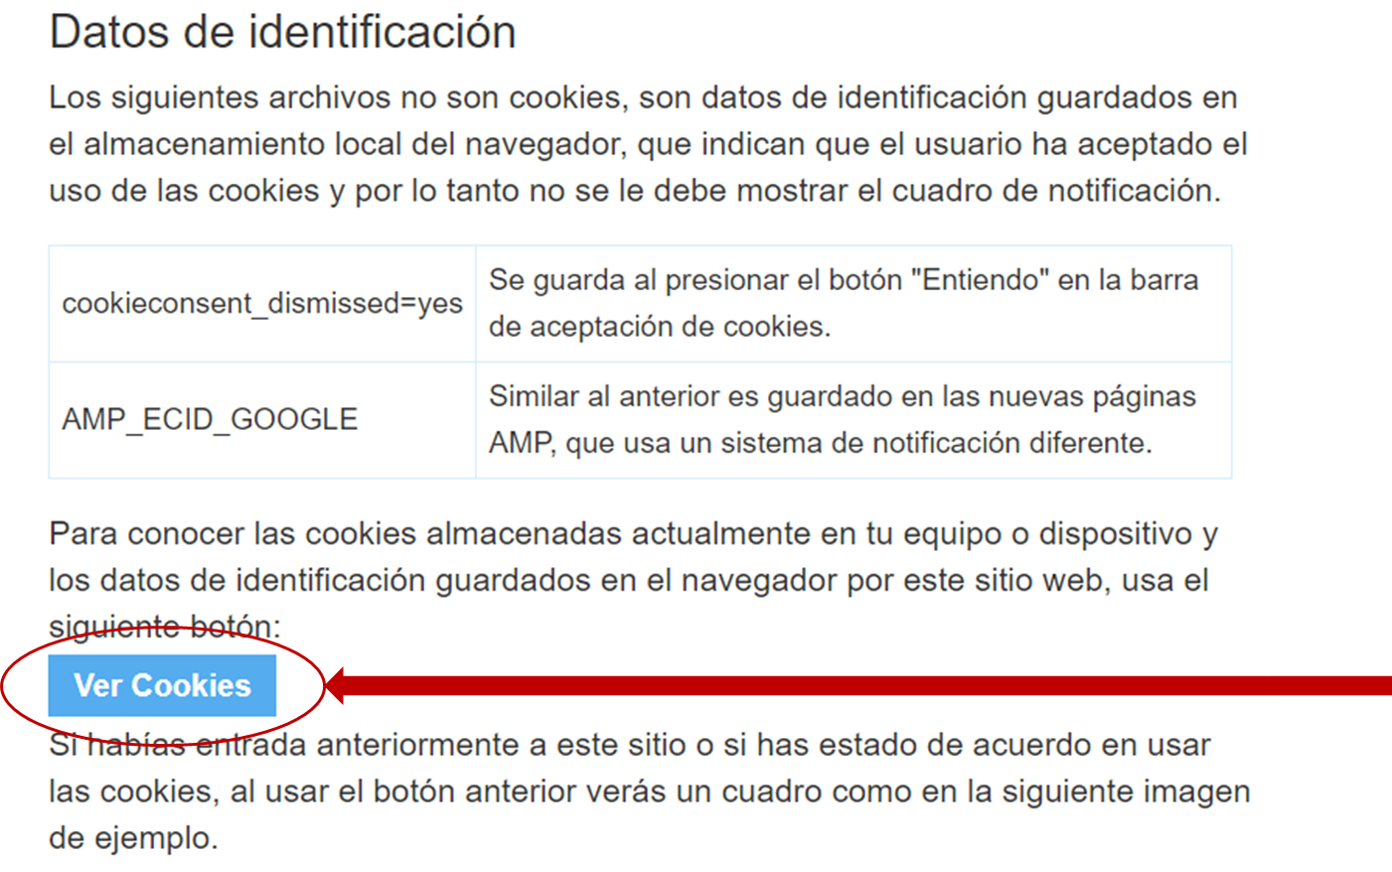 Datos de identificación
Los siguientes archivos no son cookies, son datos de identificación guardados en
el almacenamiento local del navegador, que indican que el usuario ha aceptado el
uso de las cookies y por lo tanto no se le debe mostrar el cuadro de notificación.
cookieconsent_dismissed=yes
Se guarda al presionar el botón "Entiendo" en la barra
de aceptación de cookies.
AMP_ECID_GOOGLE
Similar al anterior es guardado en las nuevas páginas
AMP, que usa un sistema de notificación diferente.
Para conocer las cookies almacenadas actualmente en tu equipo o dispositivo y
los datos de identificación guardados en el navegador por este sitio web, usa el
siguiente botón:
Ver Cookies
Si habías entrada anteriormente a este sitio o si has estado de acuerdo en usar
las cookies, al usar el botón anterior verás un cuadro como en la siguiente imagen
de ejemplo.